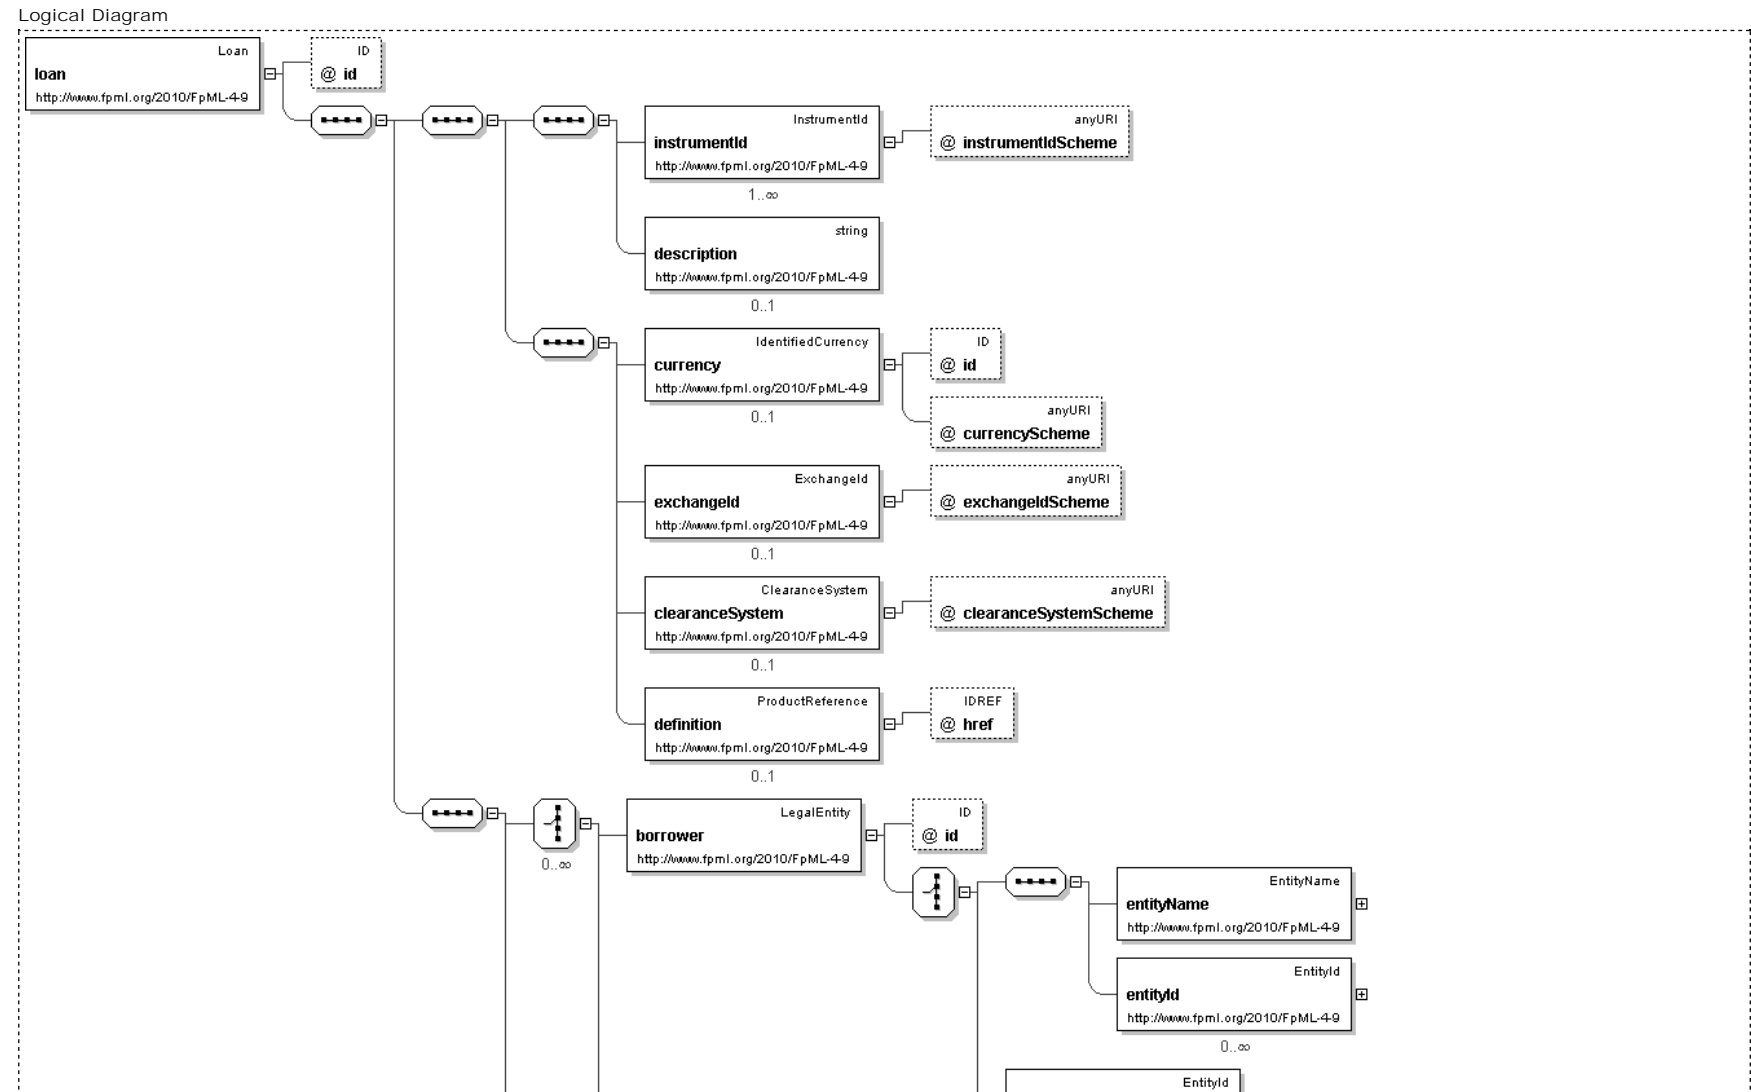 Logical Diagram
Loan
loan
http://www.fpml.org/2010/FpML-4-9
ID
@ id
InstrumentId
instrumentId
http://www.fpml.org/2010/FpML-4-9
1..∞
anyURI
@ instrumentIdScheme
string
description
http://www.fpml.org/2010/FpML-4-9
0..1
IdentifiedCurrency
currency
http://www.fpml.org/2010/FpML-4-9
0..1
ID
@ id
anyURI
@ currencyScheme
ExchangeId
exchangeId
http://www.fpml.org/2010/FpML-4-9
0..1
anyURI
@ exchangeIdScheme
ClearanceSystem
clearanceSystem
http://www.fpml.org/2010/FpML-4-9
0..1
anyURI
@ clearanceSystemScheme
ProductReference
definition
http://www.fpml.org/2010/FpML-4-9
0..1
IDREF
@ href
0..∞
LegalEntity
borrower
http://www.fpml.org/2010/FpML-4-9
ID
@ id
EntityName
entityName
http://www.fpml.org/2010/FpML-4-9
EntityId
entityId
http://www.fpml.org/2010/FpML-4-9
0..∞
EntityId